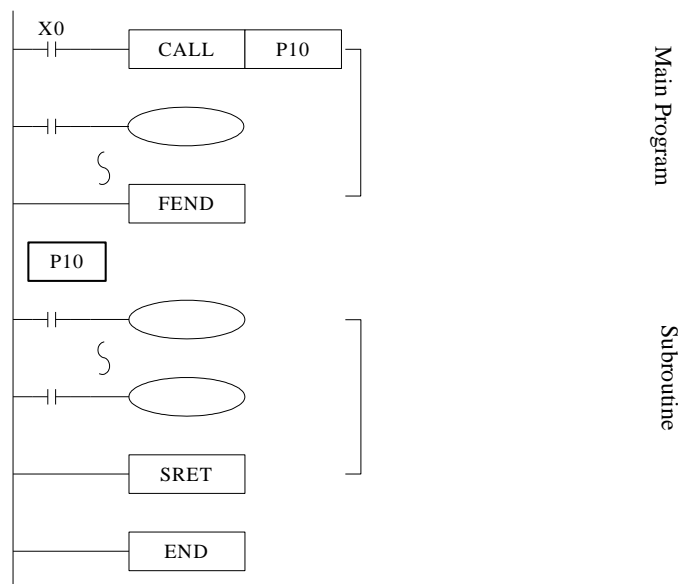 X0
CALL P10
FEND
P10
SRET
END
Main Program
Subroutine